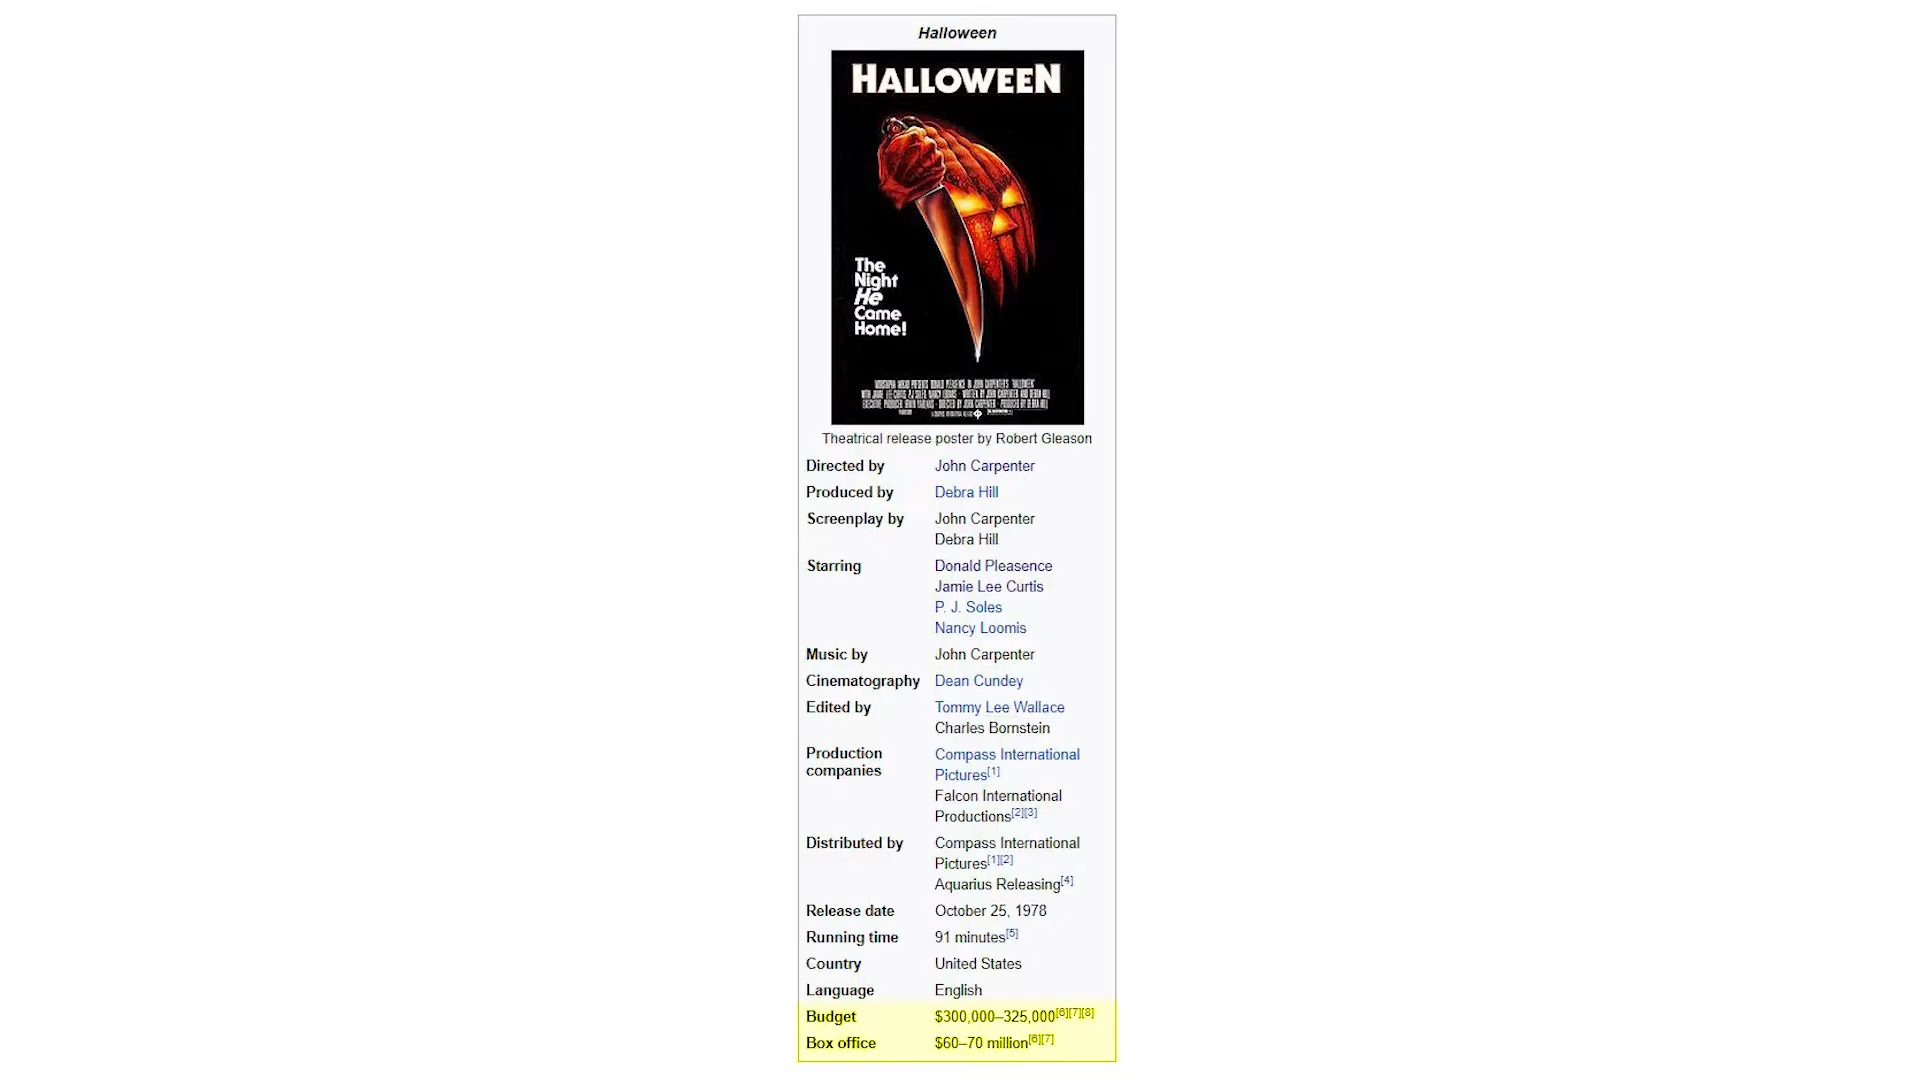 Halloween
HALLOWEEN
The
Night
He
Came
Home!
Theatrical release poster by Robert Gleason
Directed by John Carpenter
Produced by Debra Hill
Screenplay by John Carpenter
Debra Hill
Starring Donald Pleasence
Jamie Lee Curtis
P. J. Soles
Nancy Loomis
Music by John Carpenter
Cinematography Dean Cundey
Edited by Tommy Lee Wallace
Charles Bornstein
Production Compass International
companies Pictures[1]
Falcon International
Productions[2][3]
Distributed by Compass International
Pictures[1][2]
Aquarius Releasing[4]
Release date October 25, 1978
Running time 91 minutes[5]
Country United States
Language English
Budget $300,000–325,000[6][7][8]
Box office $60–70 million[6][7]